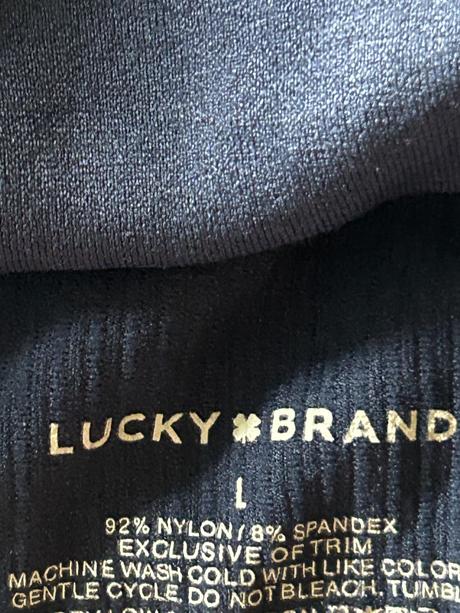 LUCKY BRAND
L
92% NYLON/8% SPANDEX
EXCLUSIVE OF TRIM
MACHINE WASH COLD WITH LIKE COLOR
GENTLE CYCLE. DO NOT BLEACH. TUMBL